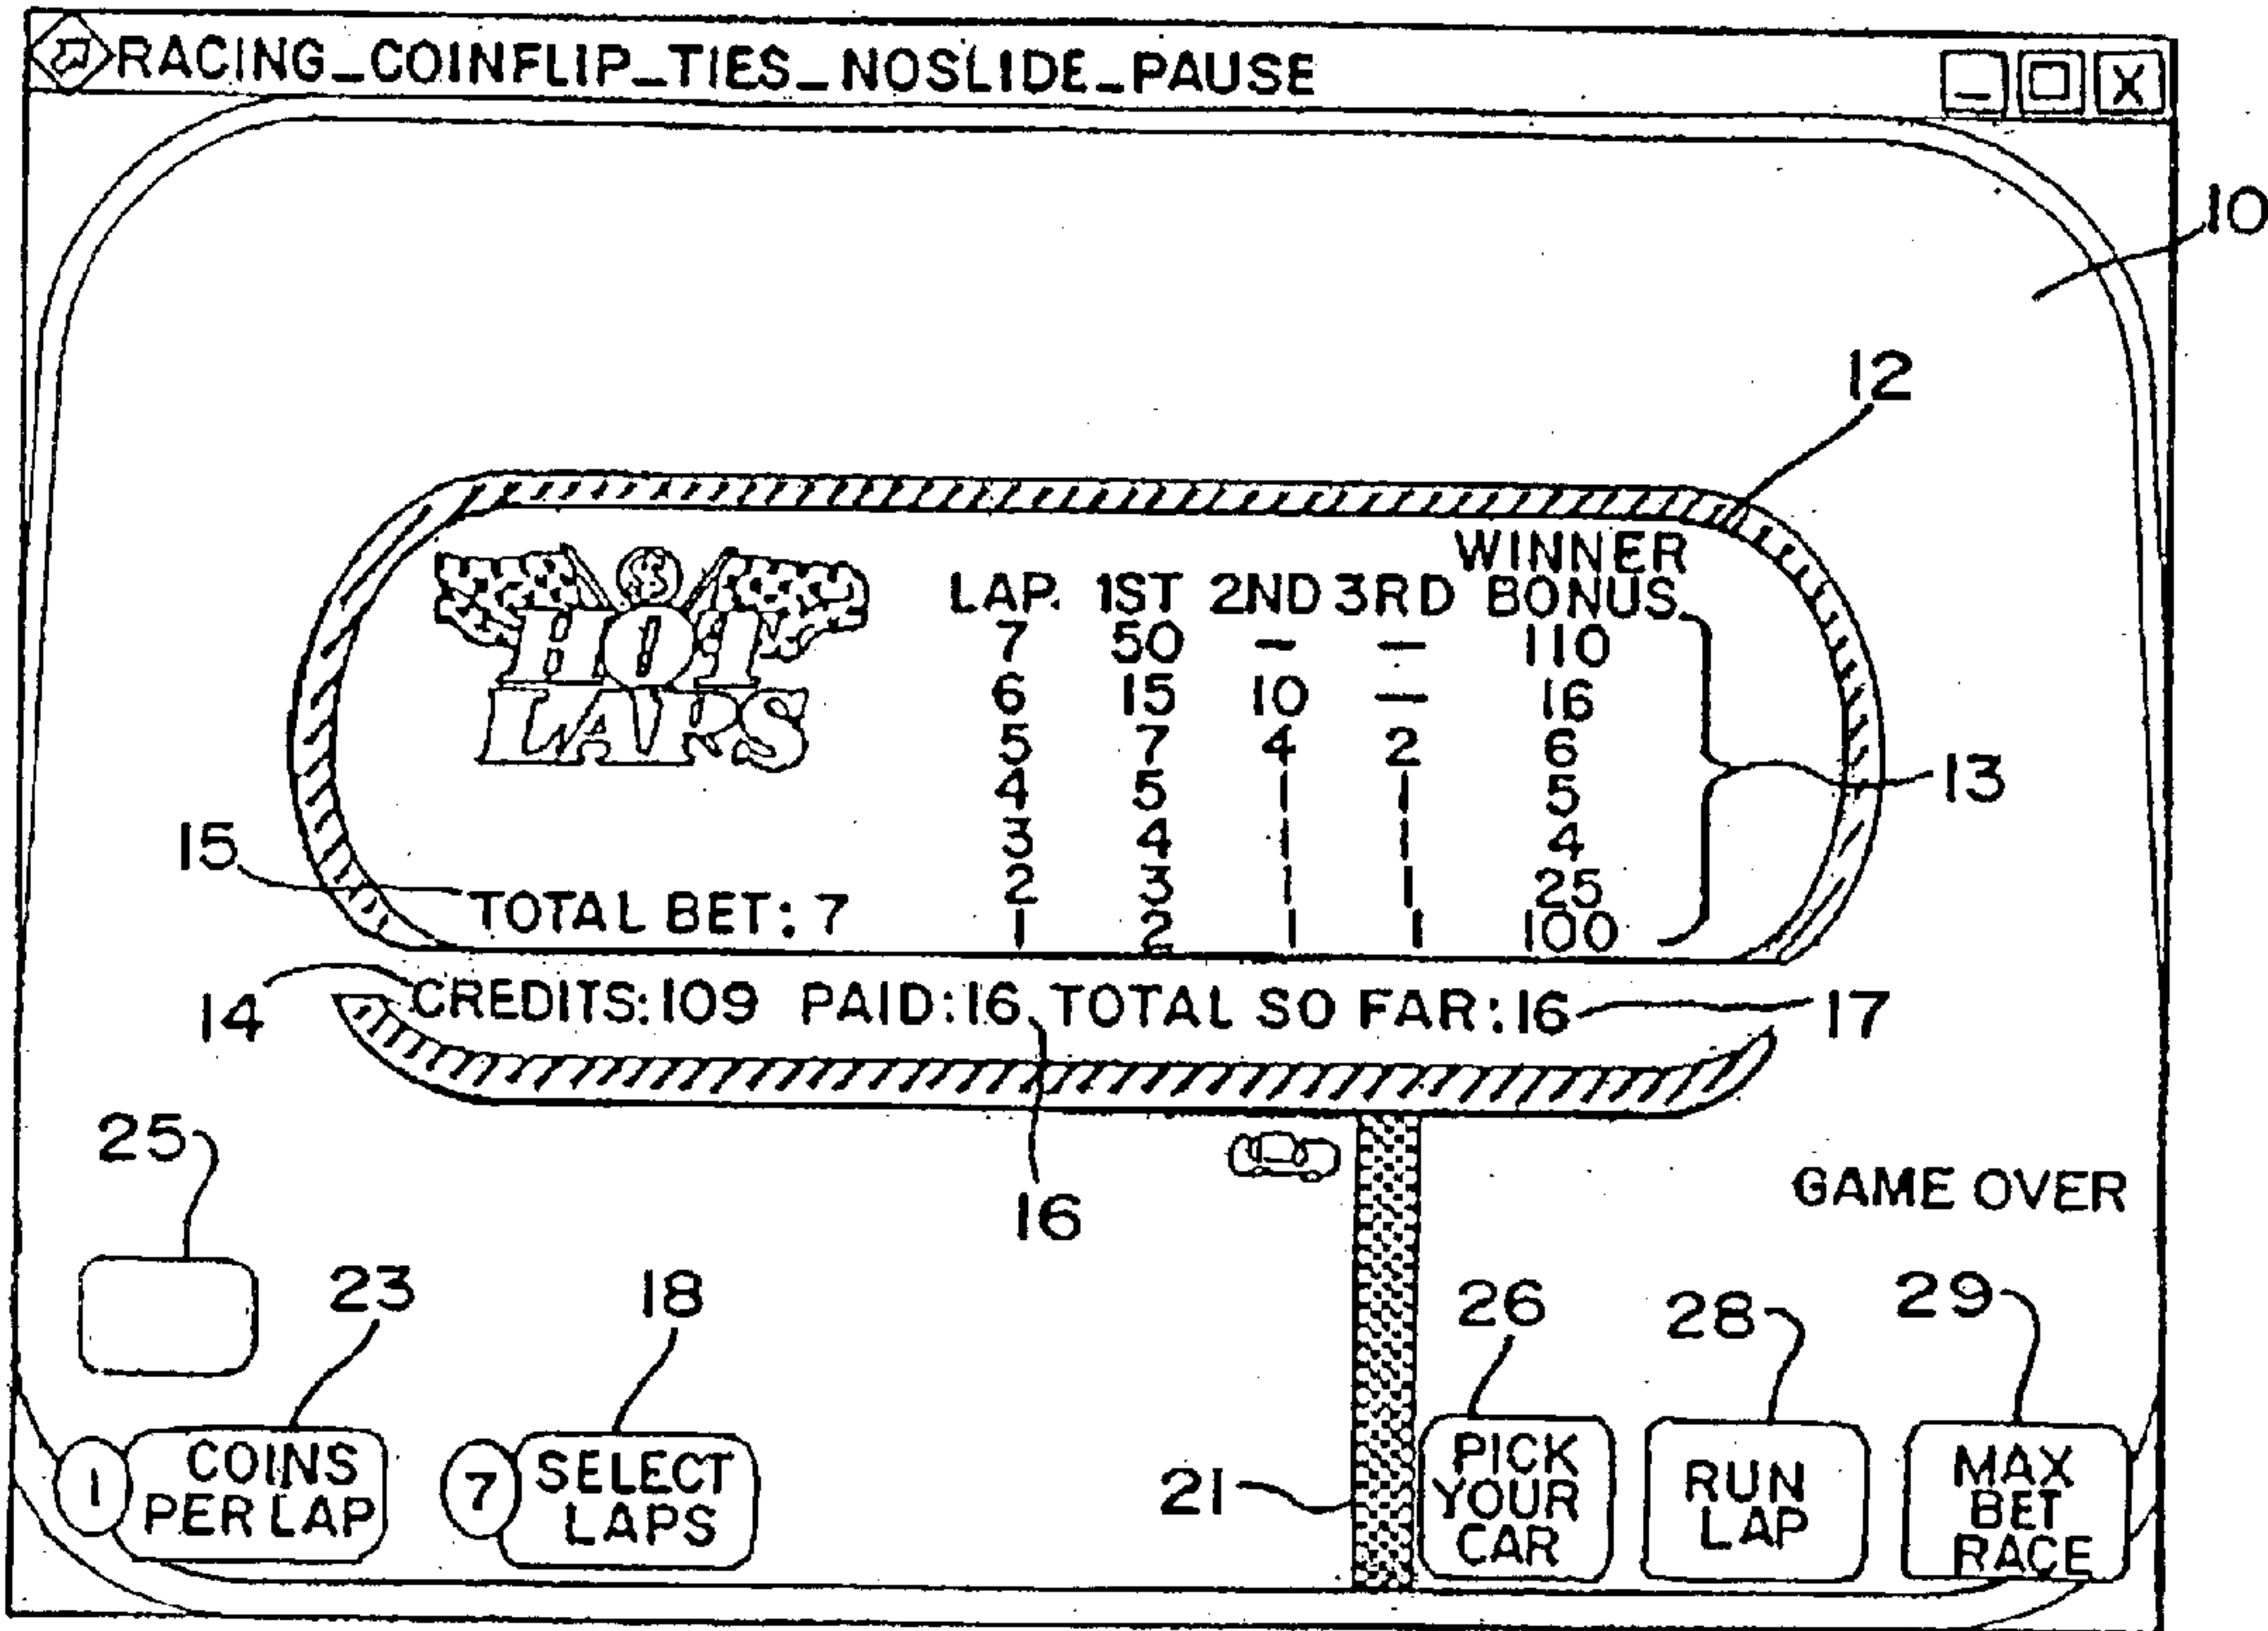 RACING_COINFLIP_TIES_NOSLIDE_PAUSE
10
12
HOT
LAPS
WINNER
LAP. 1ST 2ND 3RD BONUS
7 50 – – 110
6 15 10 – 16
5 7 4 2 6
4 5 1 1 5
3 4 1 1 4
2 3 1 1 25
1 2 1 1 100
13
15
TOTAL BET: 7
14
CREDITS: 109 PAID: 16 TOTAL SO FAR: 16
17
25
16
GAME OVER
23
18
26
28
29
21
1
COINS
PER LAP
7
SELECT
LAPS
PICK
YOUR
CAR
RUN
LAP
MAX
BET
RACE